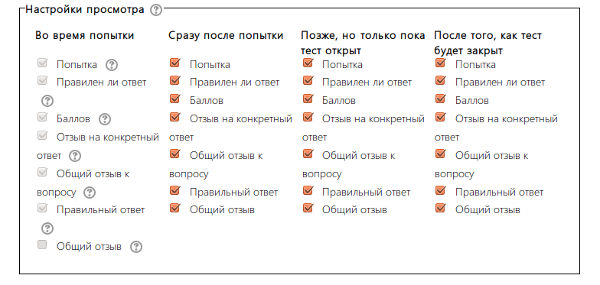 Настройки просмотра
Во время попытки
Попытка
Правилен ли ответ
Баллов
Отзыв на конкретный
ответ
Общий отзыв к
вопросу
Правильный ответ
Общий отзыв
Сразу после попытки
Попытка
Правилен ли ответ
Баллов
Отзыв на конкретный
ответ
Общий отзыв к
вопросу
Правильный ответ
Общий отзыв
Позже, но только пока
тест открыт
Попытка
Правилен ли ответ
Баллов
Отзыв на конкретный
ответ
Общий отзыв к
вопросу
Правильный ответ
Общий отзыв
После того, как тест
будет закрыт
Попытка
Правилен ли ответ
Баллов
Отзыв на конкретный
ответ
Общий отзыв к
вопросу
Правильный ответ
Общий отзыв